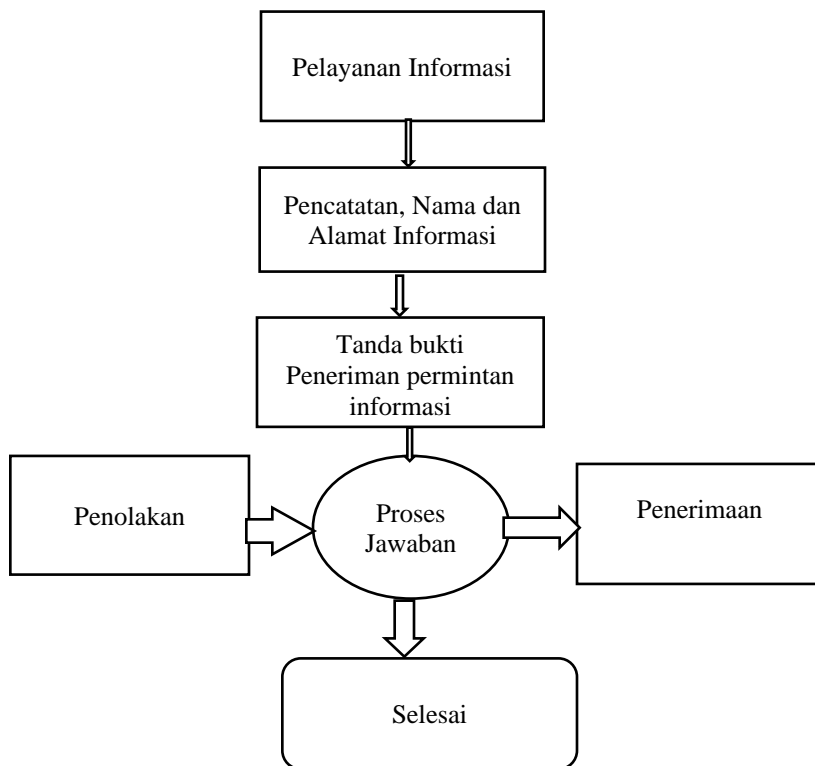 Pelayanan Informasi
Pencatatan, Nama dan
Alamat Informasi
Tanda bukti
Peneriman permintan
informasi
Penolakan
Proses
Jawaban
Penerimaan
Selesai